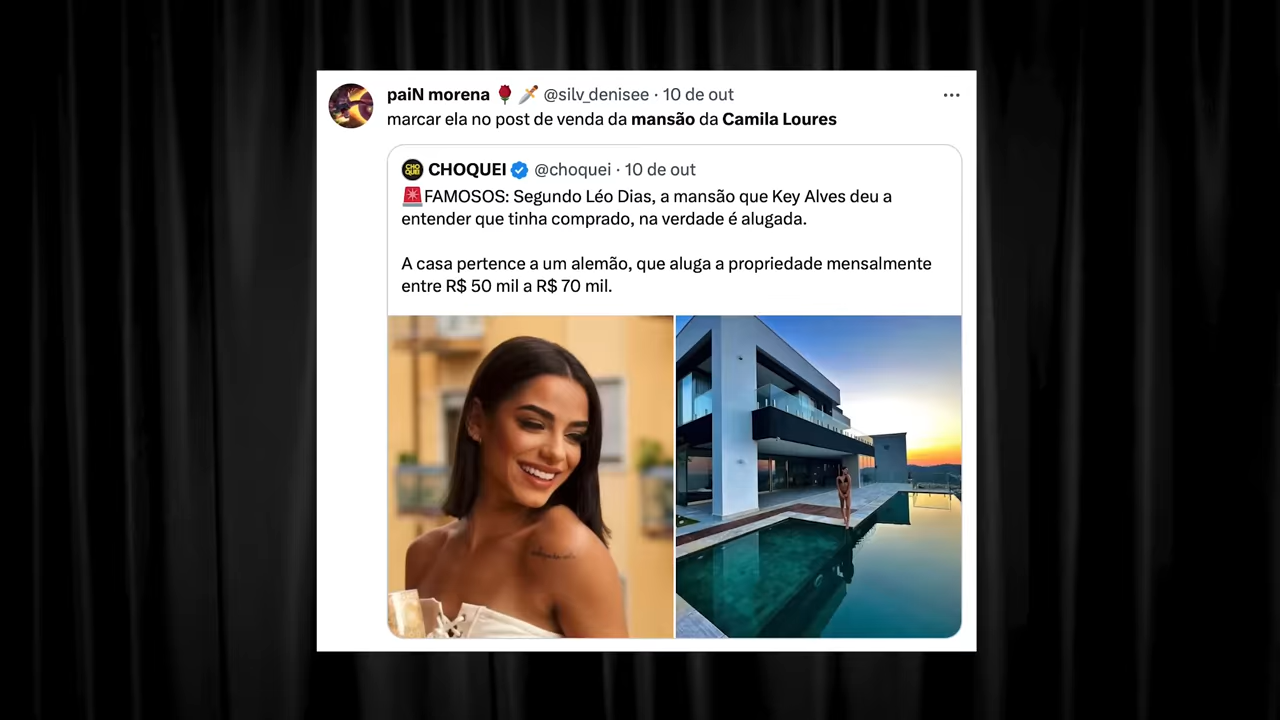 paiN morena 🌹🗡️ @silv_denisee · 10 de out
marcar ela no post de venda da mansão da Camila Loures
CHO
QUEI
CHOQUEI @choquei · 10 de out
🚨FAMOSOS: Segundo Léo Dias, a mansão que Key Alves deu a
entender que tinha comprado, na verdade é alugada.
A casa pertence a um alemão, que aluga a propriedade mensalmente
entre R$ 50 mil a R$ 70 mil.